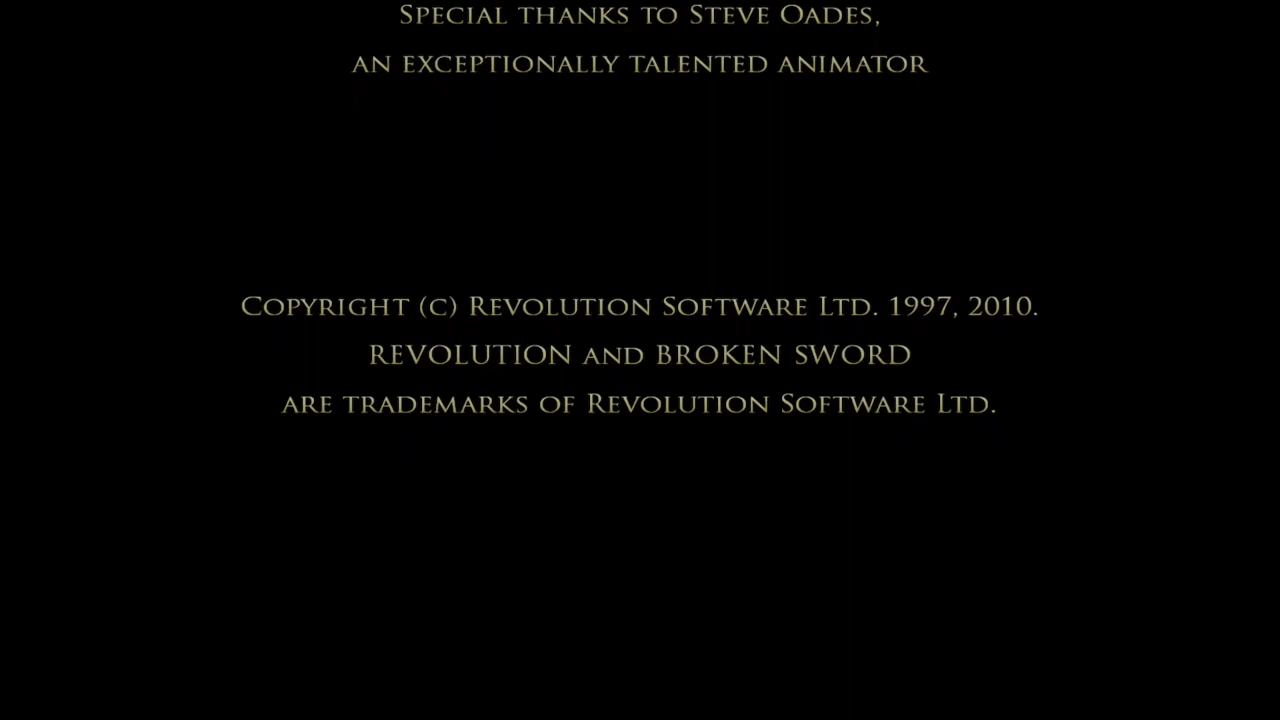 Special thanks to Steve Oades,
an exceptionally talented animator
Copyright (c) Revolution Software Ltd. 1997, 2010.
REVOLUTION and BROKEN SWORD
are trademarks of Revolution Software Ltd.